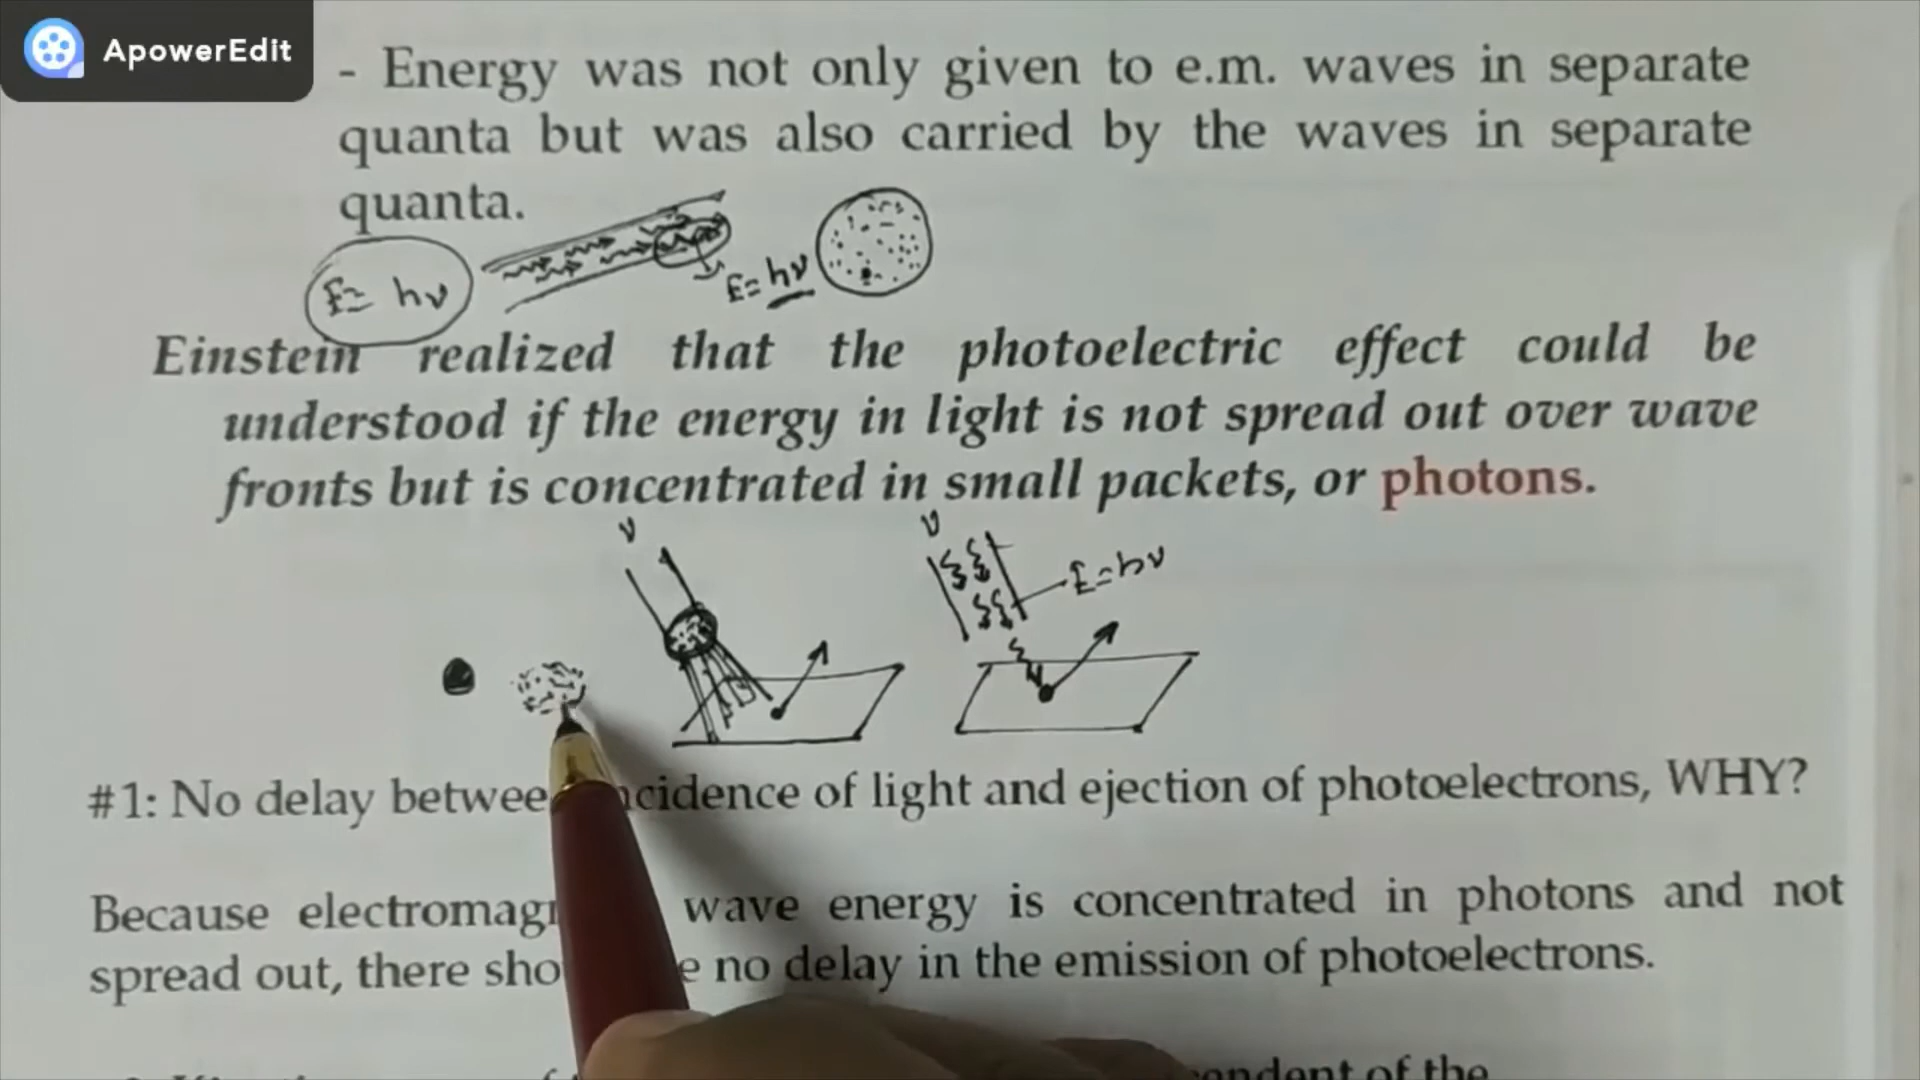 ApowerEdit
- Energy was not only given to e.m. waves in separate
quanta but was also carried by the waves in separate
quanta.
E = hν
E = hν
Einstein realized that the photoelectric effect could be
understood if the energy in light is not spread out over wave
fronts but is concentrated in small packets, or photons.
ν
ν
E = hν
#1: No delay incidence of light and ejection of photoelectrons, WHY?
Because wave energy is concentrated in photons and not
spread out, there no delay in the emission of photoelectrons.
of the